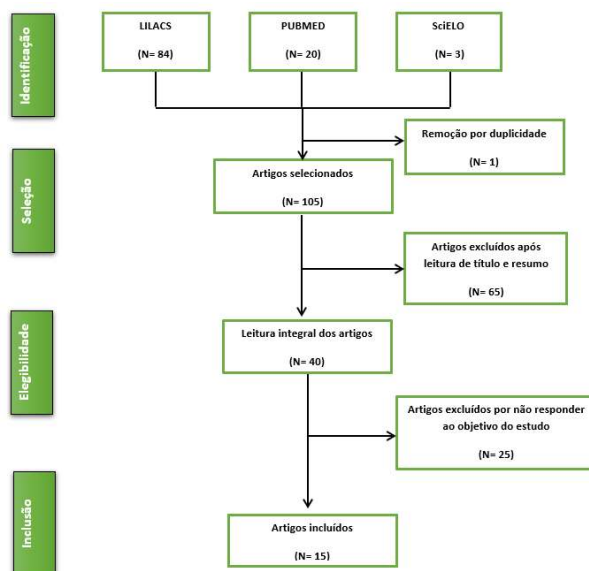 Identificação
LILACS
(N= 84)
PUBMED
(N= 20)
SciELO
(N= 3)
Remoção por duplicidade
(N= 1)
Seleção
Artigos selecionados
(N= 105)
Artigos excluídos após
leitura de título e resumo
(N= 65)
Elegibilidade
Leitura integral dos artigos
(N= 40)
Artigos excluídos por não responder
ao objetivo do estudo
(N= 25)
Inclusão
Artigos incluídos
(N= 15)